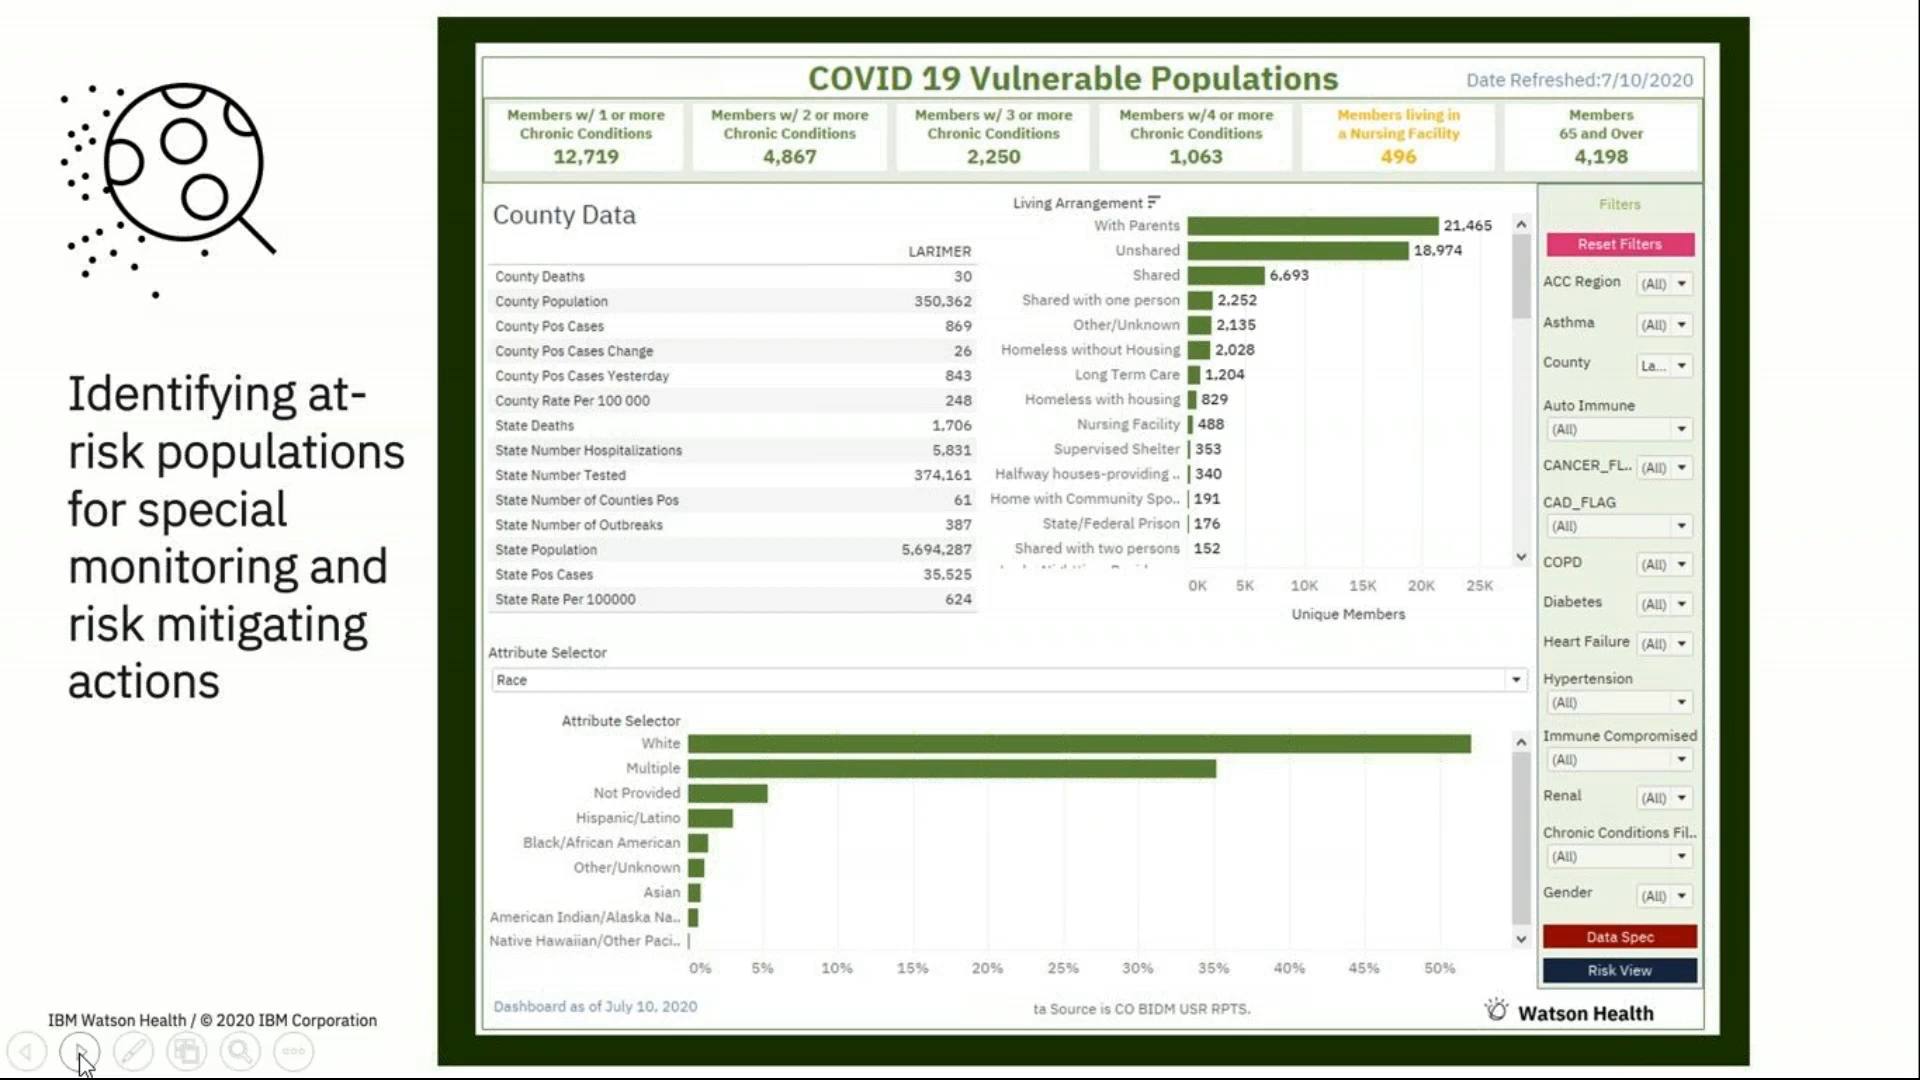 Identifying at-
risk populations
for special
monitoring and
risk mitigating
actions
IBM Watson Health / © 2020 IBM Corporation
COVID 19 Vulnerable Populations
Date Refreshed:7/10/2020
Members w/ 1 or more
Chronic Conditions
12,719
Members w/ 2 or more
Chronic Conditions
4,867
Members w/ 3 or more
Chronic Conditions
2,250
Members w/4 or more
Chronic Conditions
1,063
Members living in
a Nursing Facility
496
Members
65 and Over
4,198
County Data
LARIMER
County Deaths 30
County Population 350,362
County Pos Cases 869
County Pos Cases Change 26
County Pos Cases Yesterday 843
County Rate Per 100 000 248
State Deaths 1,706
State Number Hospitalizations 5,831
State Number Tested 374,161
State Number of Counties Pos 61
State Number of Outbreaks 387
State Population 5,694,287
State Pos Cases 35,525
State Rate Per 100000 624
Living Arrangement
With Parents 21,465
Unshared 18,974
Shared 6,693
Shared with one person 2,252
Other/Unknown 2,135
Homeless without Housing 2,028
Long Term Care 1,204
Homeless with housing 829
Nursing Facility 488
Supervised Shelter 353
Halfway houses-providing .. 340
Home with Community Spo.. 191
State/Federal Prison 176
Shared with two persons 152
0K 5K 10K 15K 20K 25K
Unique Members
Attribute Selector
Race
Attribute Selector
White
Multiple
Not Provided
Hispanic/Latino
Black/African American
Other/Unknown
Asian
American Indian/Alaska Na..
Native Hawaiian/Other Paci..
0% 5% 10% 15% 20% 25% 30% 35% 40% 45% 50%
Dashboard as of July 10, 2020
ta Source is CO BIDM USR RPTS.
Watson Health
Filters
Reset Filters
ACC Region (All)
Asthma (All)
County La...
Auto Immune
(All)
CANCER_FL.. (All)
CAD_FLAG
(All)
COPD (All)
Diabetes (All)
Heart Failure (All)
Hypertension
(All)
Immune Compromised
(All)
Renal (All)
Chronic Conditions Fil..
(All)
Gender (All)
Data Spec
Risk View